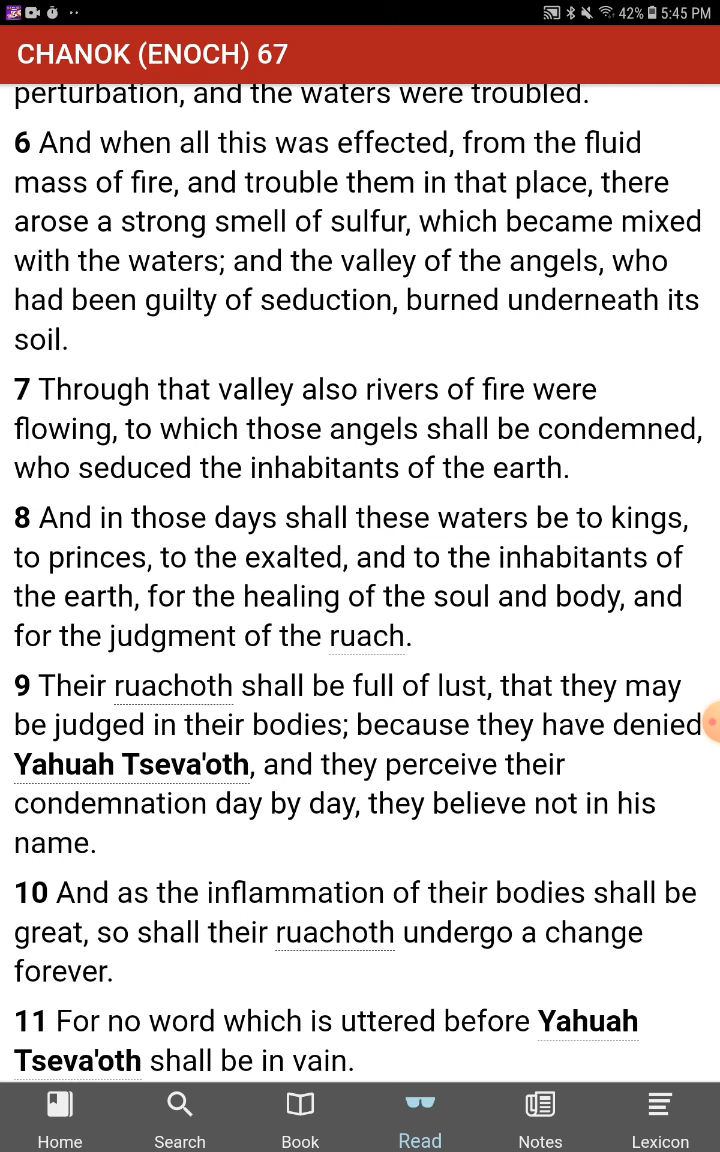 42% 5:45 PM
CHANOK (ENOCH) 67
perturbation, and the waters were troubled.
6 And when all this was effected, from the fluid
mass of fire, and trouble them in that place, there
arose a strong smell of sulfur, which became mixed
with the waters; and the valley of the angels, who
had been guilty of seduction, burned underneath its
soil.
7 Through that valley also rivers of fire were
flowing, to which those angels shall be condemned,
who seduced the inhabitants of the earth.
8 And in those days shall these waters be to kings,
to princes, to the exalted, and to the inhabitants of
the earth, for the healing of the soul and body, and
for the judgment of the ruach.
9 Their ruachoth shall be full of lust, that they may
be judged in their bodies; because they have denied
Yahuah Tseva'oth, and they perceive their
condemnation day by day, they believe not in his
name.
10 And as the inflammation of their bodies shall be
great, so shall their ruachoth undergo a change
forever.
11 For no word which is uttered before Yahuah
Tseva'oth shall be in vain.
Home Search Book Read Notes Lexicon